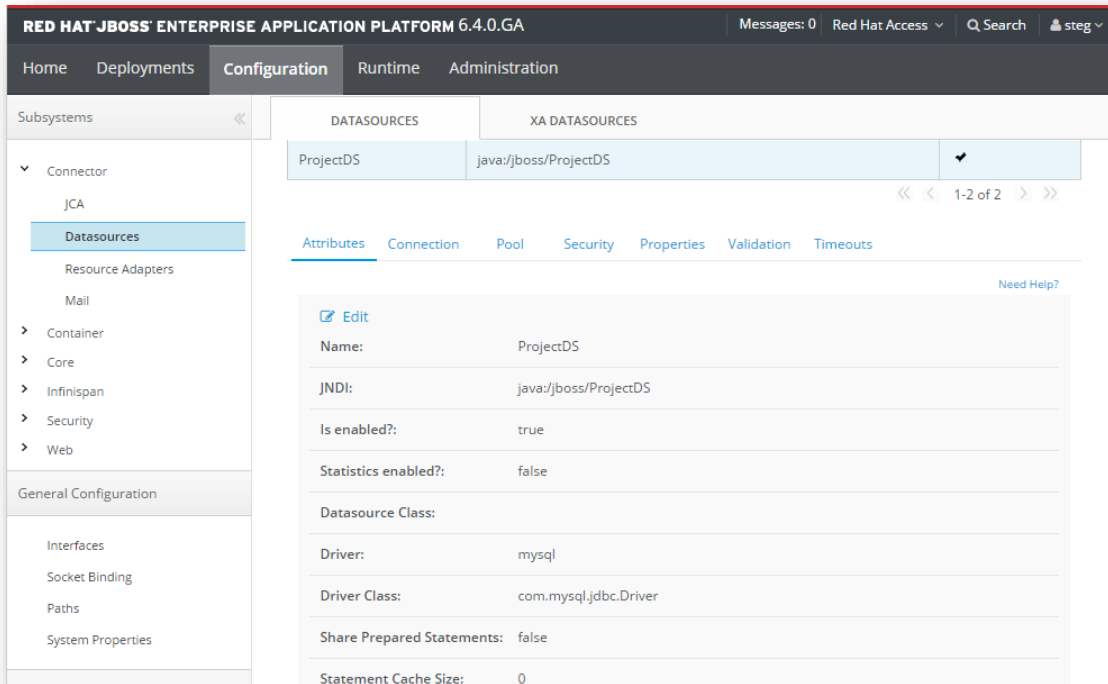 RED HAT® JBOSS® ENTERPRISE APPLICATION PLATFORM 6.4.0.GA Messages: 0 Red Hat Access Search steg
Home Deployments Configuration Runtime Administration
Subsystems
Connector
JCA
Datasources
Resource Adapters
Mail
Container
Core
Infinispan
Security
Web
General Configuration
Interfaces
Socket Binding
Paths
System Properties
DATASOURCES XA DATASOURCES
ProjectDS java:/jboss/ProjectDS
1-2 of 2
Attributes Connection Pool Security Properties Validation Timeouts
Need Help?
Edit
Name: ProjectDS
JNDI: java:/jboss/ProjectDS
Is enabled?: true
Statistics enabled?: false
Datasource Class:
Driver: mysql
Driver Class: com.mysql.jdbc.Driver
Share Prepared Statements: false
Statement Cache Size: 0